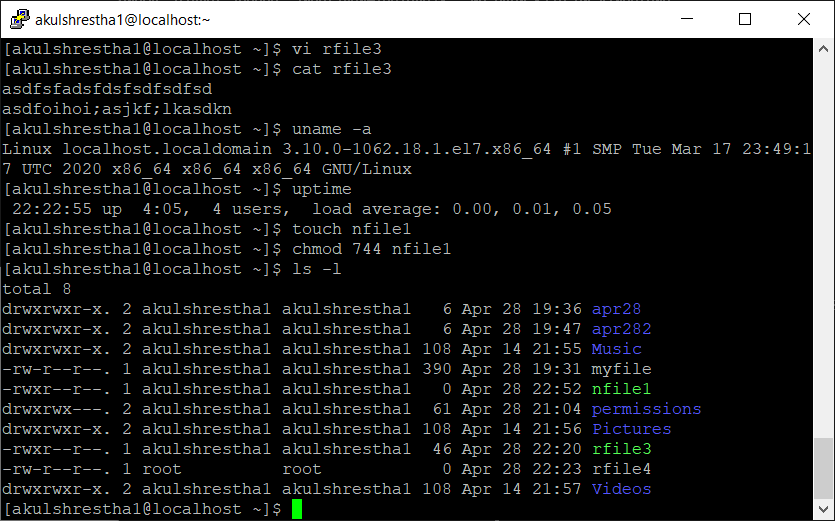 akulshrestha1@localhost:~
[akulshrestha1@localhost ~]$ vi rfile3
[akulshrestha1@localhost ~]$ cat rfile3
asdfsfadsfdsfsdfsdfsd
asdfoihoi;asjkf;lkasdkn
[akulshrestha1@localhost ~]$ uname -a
Linux localhost.localdomain 3.10.0-1062.18.1.el7.x86_64 #1 SMP Tue Mar 17 23:49:1
7 UTC 2020 x86_64 x86_64 x86_64 GNU/Linux
[akulshrestha1@localhost ~]$ uptime
 22:22:55 up  4:05,  4 users,  load average: 0.00, 0.01, 0.05
[akulshrestha1@localhost ~]$ touch nfile1
[akulshrestha1@localhost ~]$ chmod 744 nfile1
[akulshrestha1@localhost ~]$ ls -l
total 8
drwxrwxr-x. 2 akulshrestha1 akulshrestha1   6 Apr 28 19:36 apr28
drwxrwxr-x. 2 akulshrestha1 akulshrestha1   6 Apr 28 19:47 apr282
drwxrwxr-x. 2 akulshrestha1 akulshrestha1 108 Apr 14 21:55 Music
-rw-r--r--. 1 akulshrestha1 akulshrestha1 390 Apr 28 19:31 myfile
-rwxr--r--. 1 akulshrestha1 akulshrestha1   0 Apr 28 22:52 nfile1
drwxrwx---. 2 akulshrestha1 akulshrestha1  61 Apr 28 21:04 permissions
drwxrwxr-x. 2 akulshrestha1 akulshrestha1 108 Apr 14 21:56 Pictures
-rwxr--r--. 1 akulshrestha1 akulshrestha1  46 Apr 28 22:20 rfile3
-rw-r--r--. 1 root          root            0 Apr 28 22:23 rfile4
drwxrwxr-x. 2 akulshrestha1 akulshrestha1 108 Apr 14 21:57 Videos
[akulshrestha1@localhost ~]$